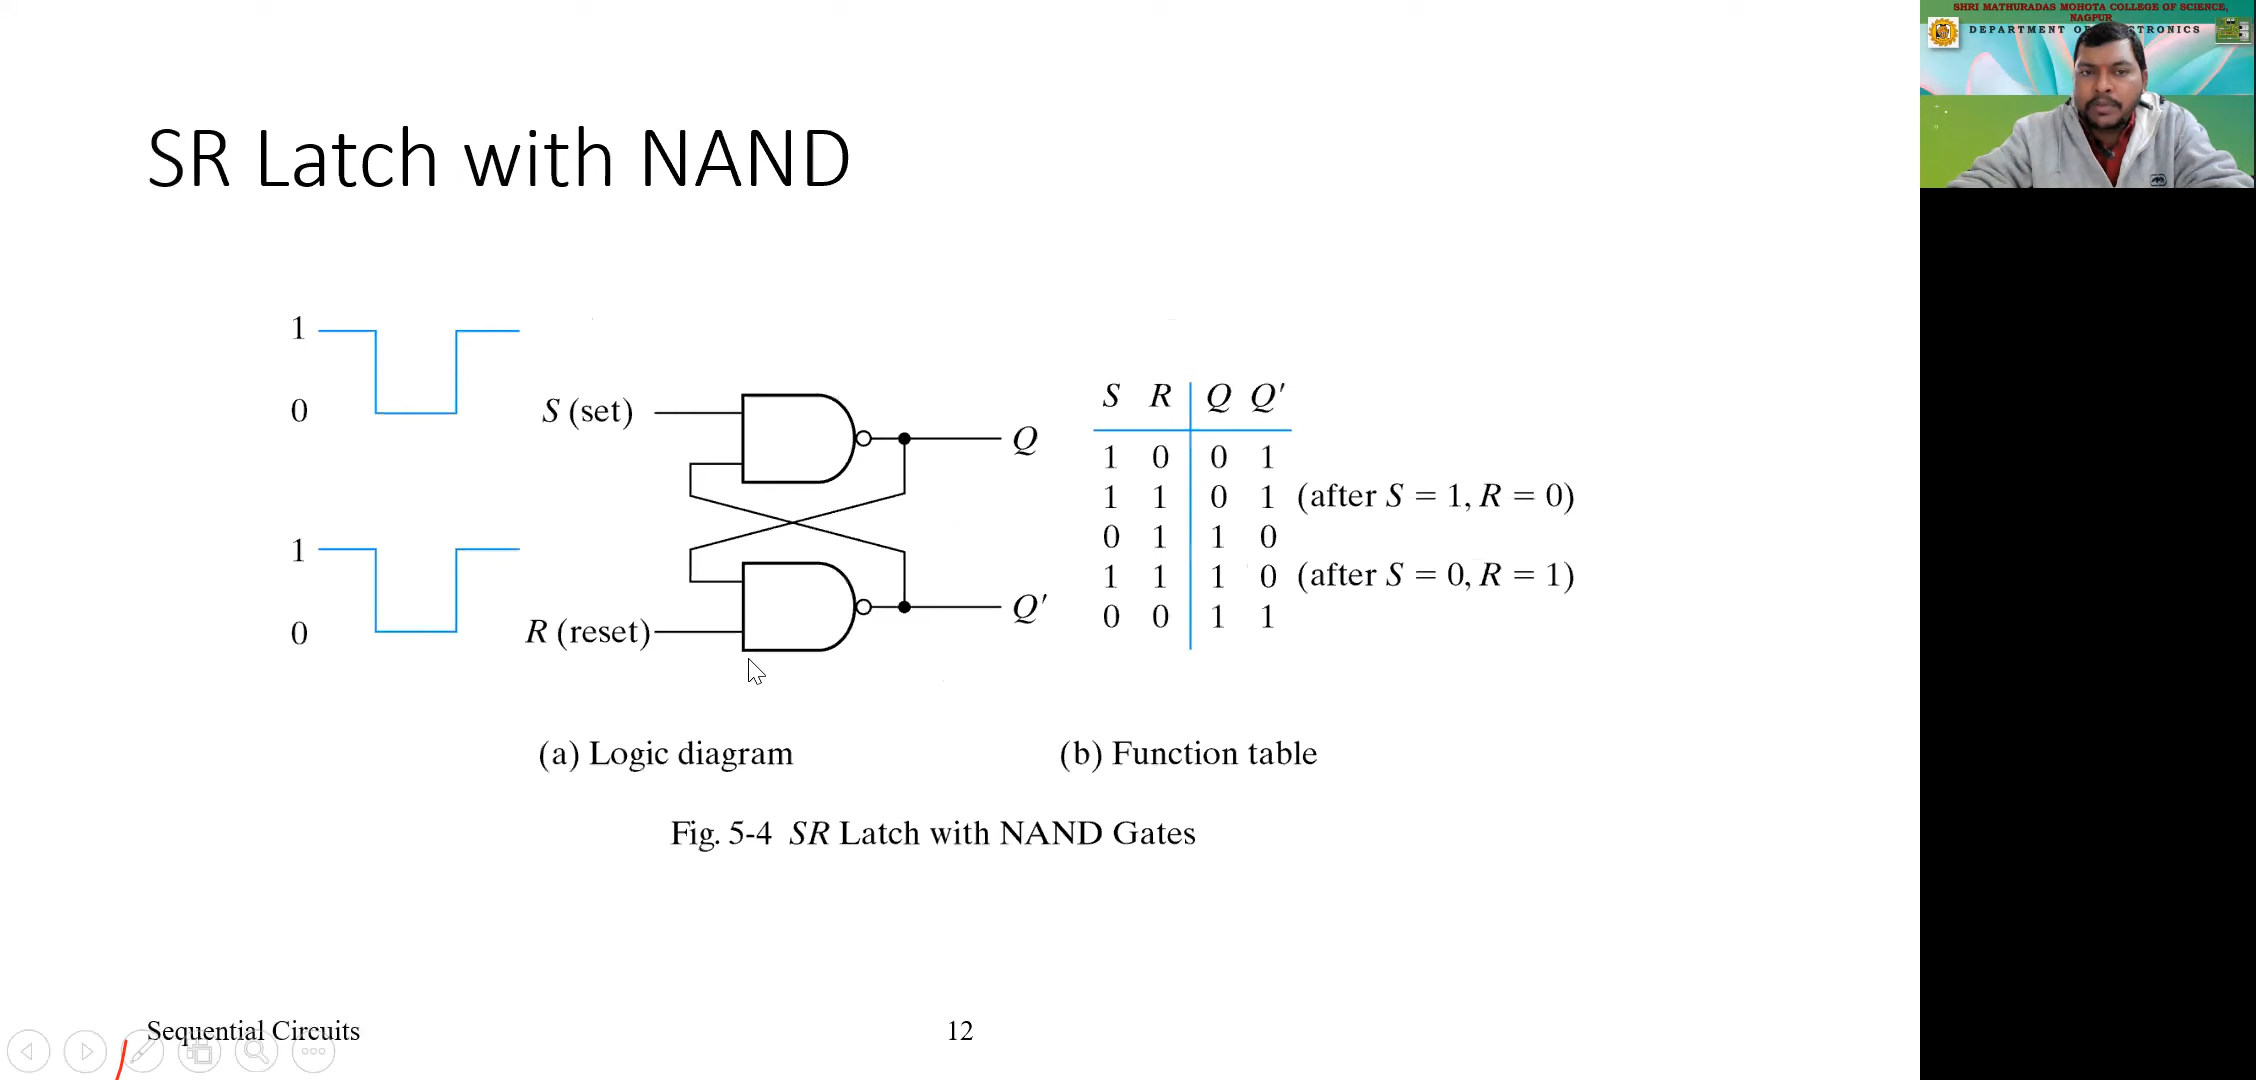 SHRI MATHURADAS MOHOTA COLLEGE OF SCIENCE,
NAGPUR
DEPARTMENT
SR Latch with NAND
1
0
S (set)
Q
1
0
R (reset)
Q'
S R Q Q'
1 0 0 1
1 1 0 1 (after S = 1, R = 0)
0 1 1 0
1 1 1 0 (after S = 0, R = 1)
0 0 1 1
(a) Logic diagram
(b) Function table
Fig. 5-4 SR Latch with NAND Gates
Sequential Circuits
12